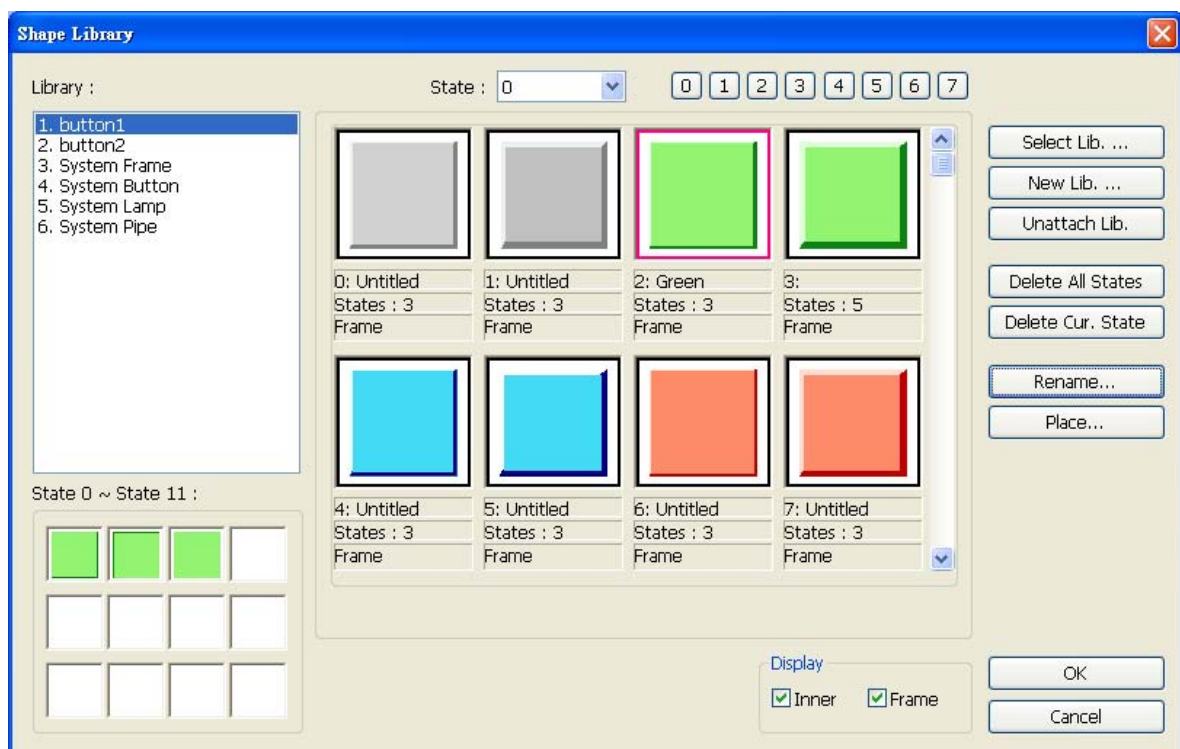 Shape Library
Library :
State : 0
0 1 2 3 4 5 6 7
1. button1
2. button2
3. System Frame
4. System Button
5. System Lamp
6. System Pipe
0: Untitled
States : 3
Frame
1: Untitled
States : 3
Frame
2: Green
States : 3
Frame
3:
States : 5
Frame
4: Untitled
States : 3
Frame
5: Untitled
States : 3
Frame
6: Untitled
States : 3
Frame
7: Untitled
States : 3
Frame
Select Lib. ...
New Lib. ...
Unattach Lib.
Delete All States
Delete Cur. State
Rename...
Place...
State 0 ~ State 11 :
Display
Inner
Frame
OK
Cancel